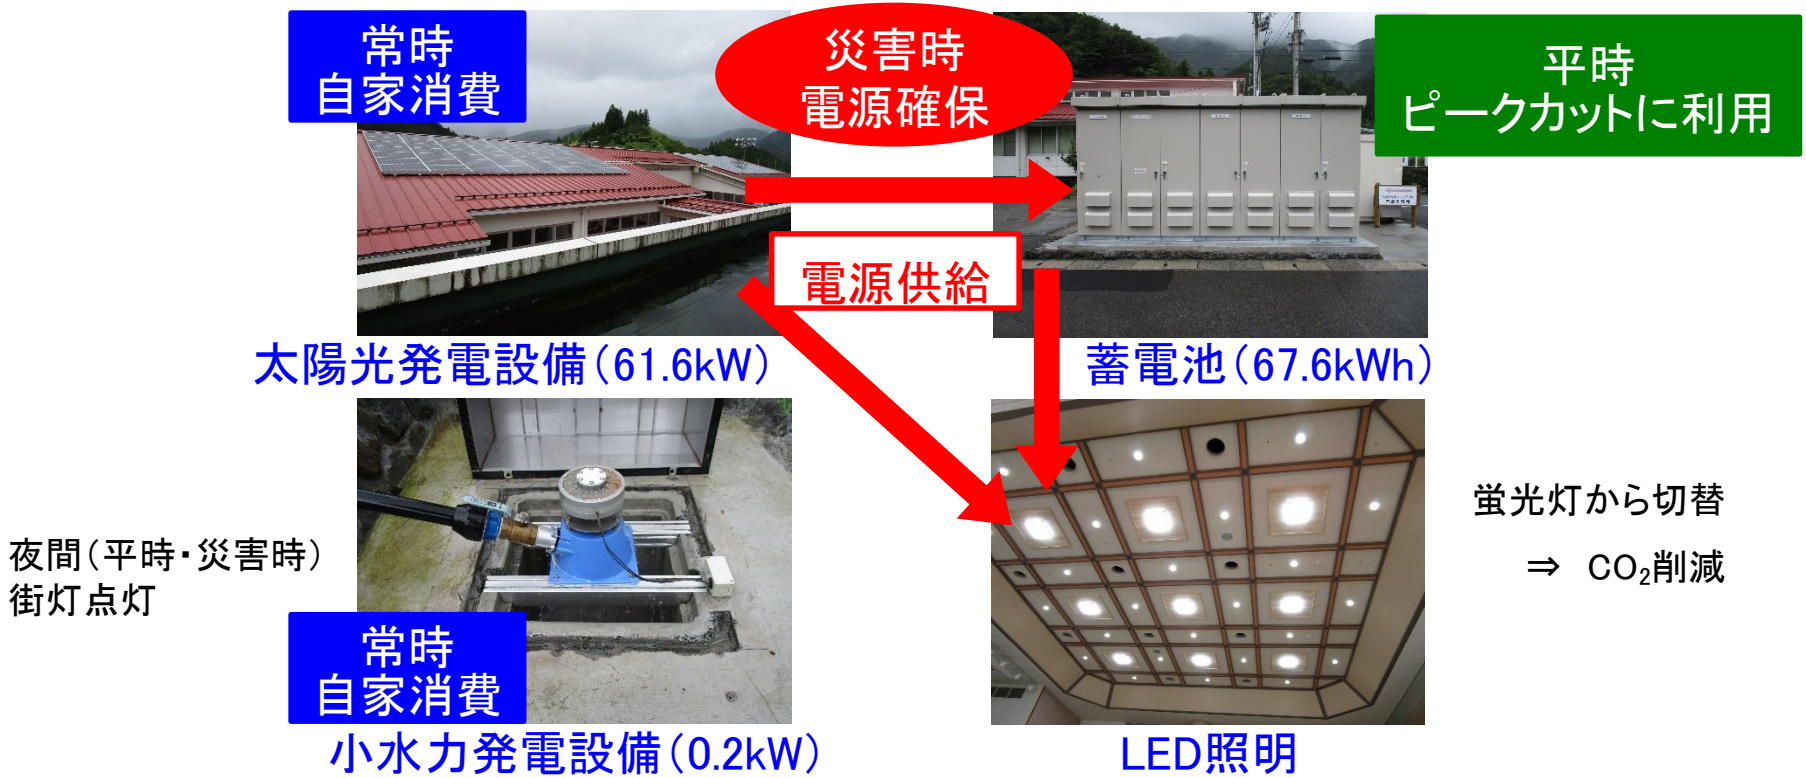 常時
自家消費
災害時
電源確保
平時
ピークカットに利用
電源供給
太陽光発電設備(61.6kW)
蓄電池(67.6kWh)
夜間(平時・災害時)
街灯点灯
蛍光灯から切替
⇒ CO₂削減
常時
自家消費
小水力発電設備(0.2kW)
LED照明